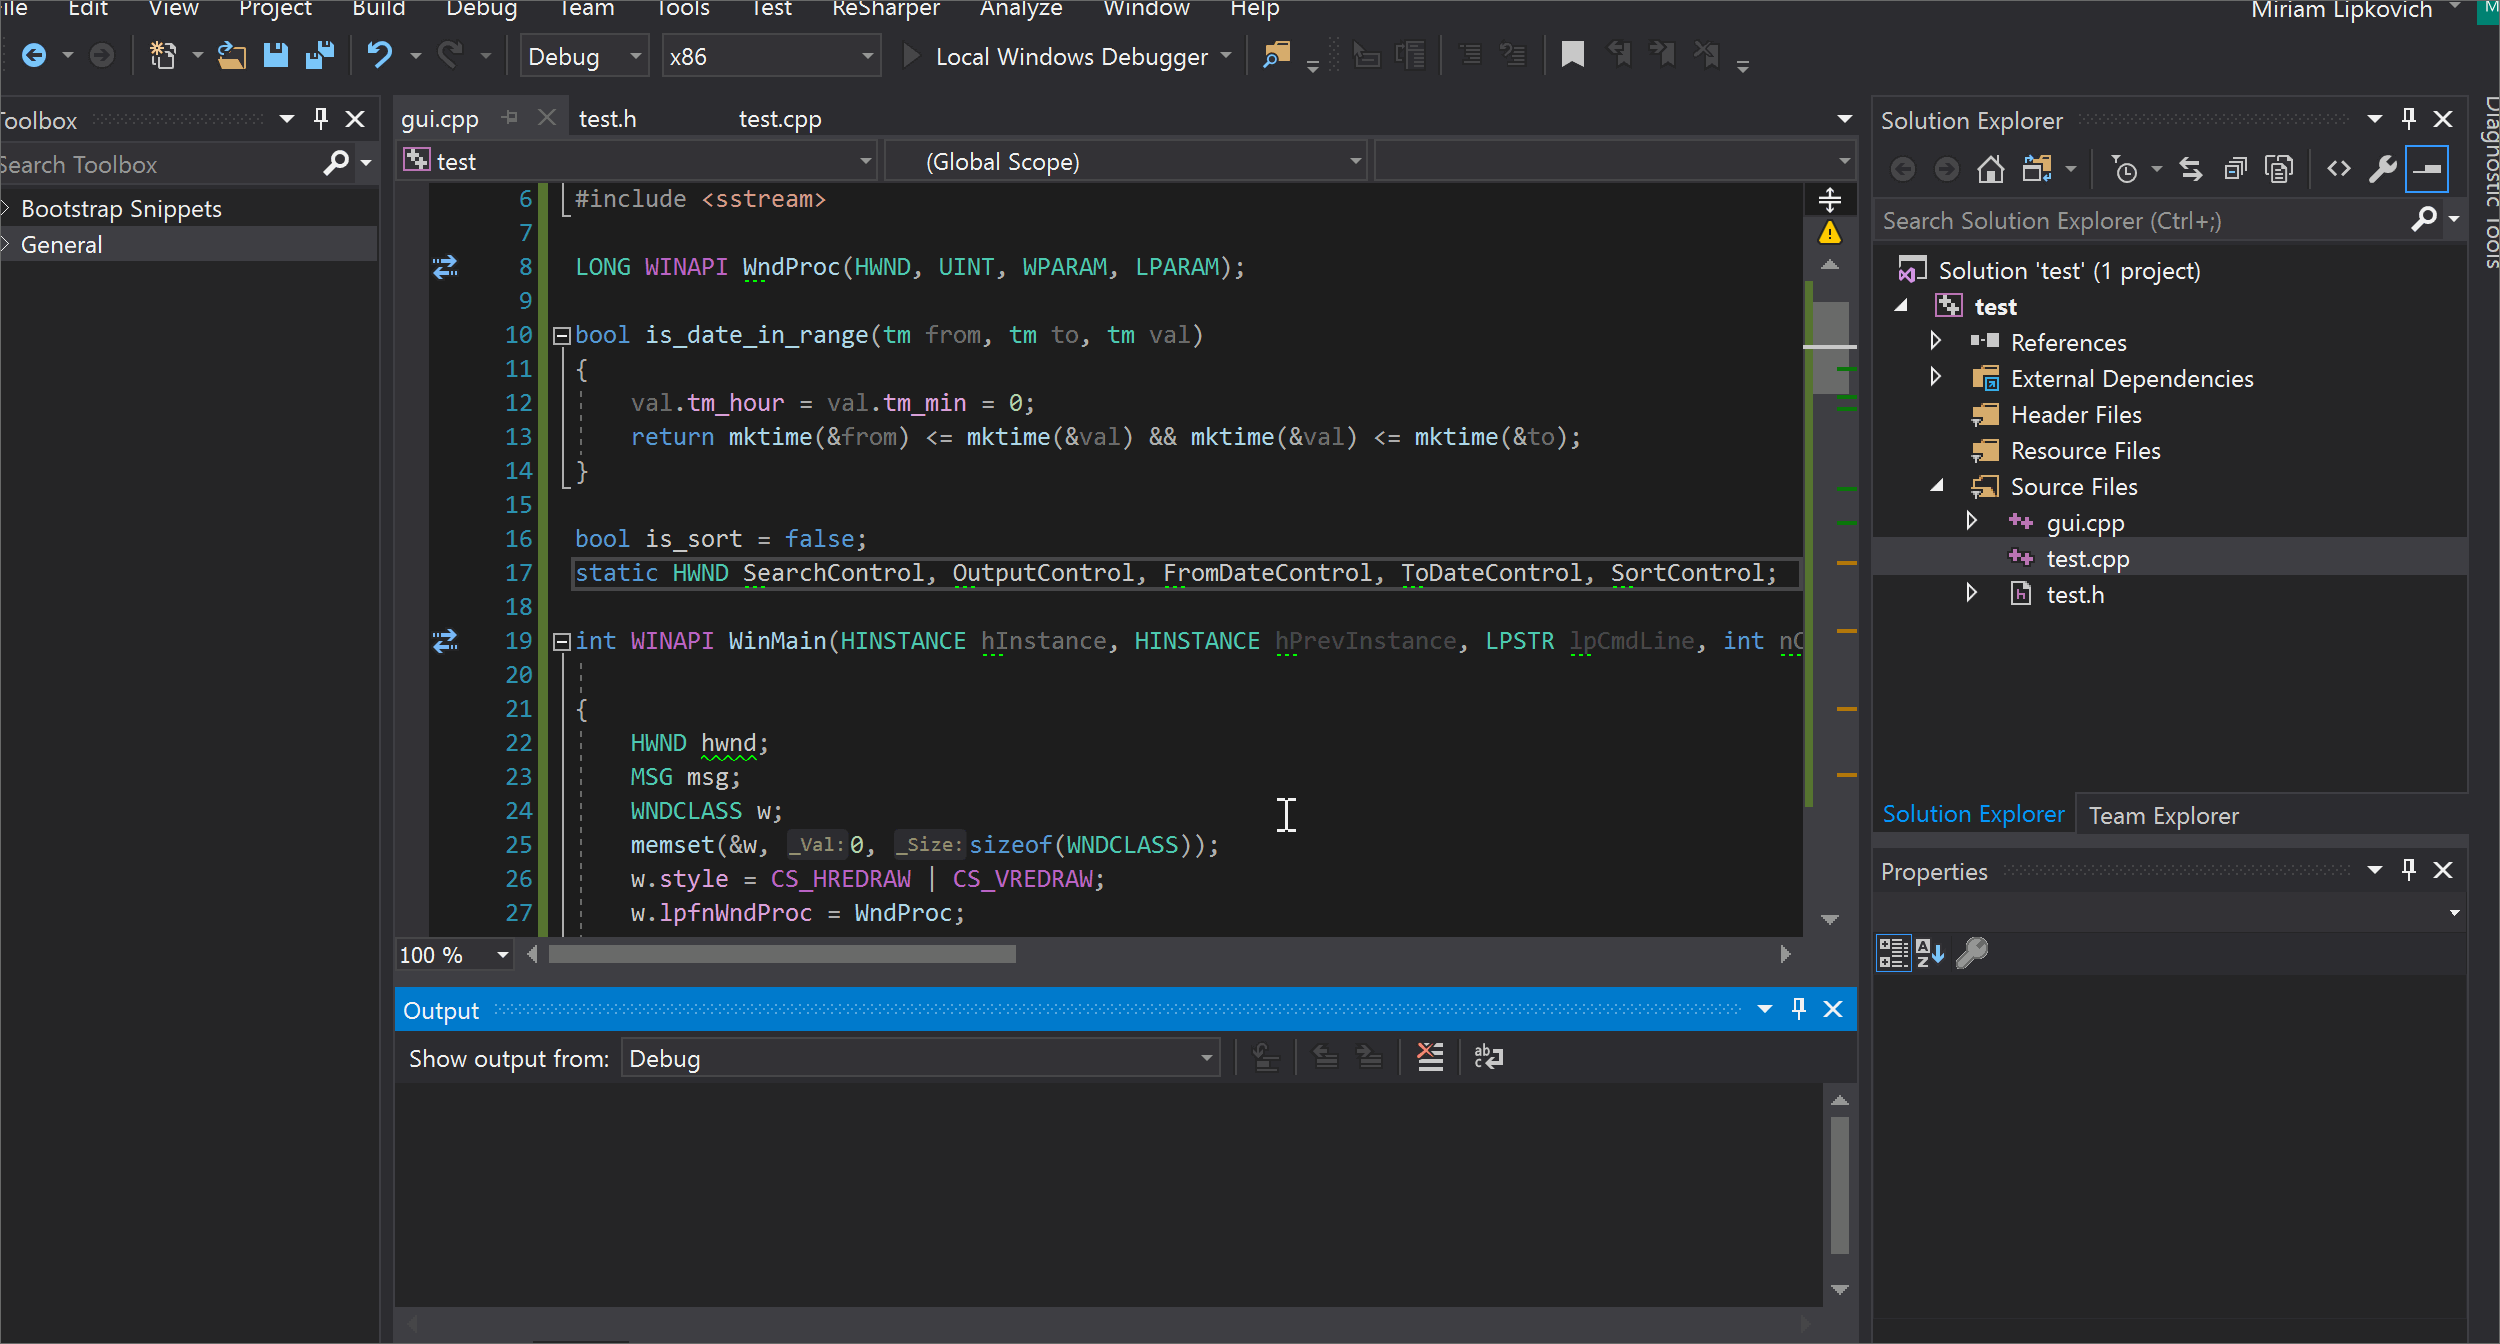 ile Edit View Project Build Debug Team Tools Test ReSharper Analyze Window Help Miriam Lipkovich M
Debug x86 Local Windows Debugger
Toolbox
Search Toolbox
Bootstrap Snippets
General
gui.cpp test.h test.cpp
test (Global Scope)
6 #include <sstream>
7
8 LONG WINAPI WndProc(HWND, UINT, WPARAM, LPARAM);
9
10 bool is_date_in_range(tm from, tm to, tm val)
11 {
12 val.tm_hour = val.tm_min = 0;
13 return mktime(&from) <= mktime(&val) && mktime(&val) <= mktime(&to);
14 }
15
16 bool is_sort = false;
17 static HWND SearchControl, OutputControl, FromDateControl, ToDateControl, SortControl;
18
19 int WINAPI WinMain(HINSTANCE hInstance, HINSTANCE hPrevInstance, LPSTR lpCmdLine, int nC
20
21 {
22 HWND hwnd;
23 MSG msg;
24 WNDCLASS w;
25 memset(&w, _Val: 0, _Size: sizeof(WNDCLASS));
26 w.style = CS_HREDRAW | CS_VREDRAW;
27 w.lpfnWndProc = WndProc;
100 %
Output
Show output from: Debug
Solution Explorer
Search Solution Explorer (Ctrl+;)
Solution 'test' (1 project)
test
References
External Dependencies
Header Files
Resource Files
Source Files
gui.cpp
test.cpp
test.h
Solution Explorer Team Explorer
Properties
Diagnostic Tools